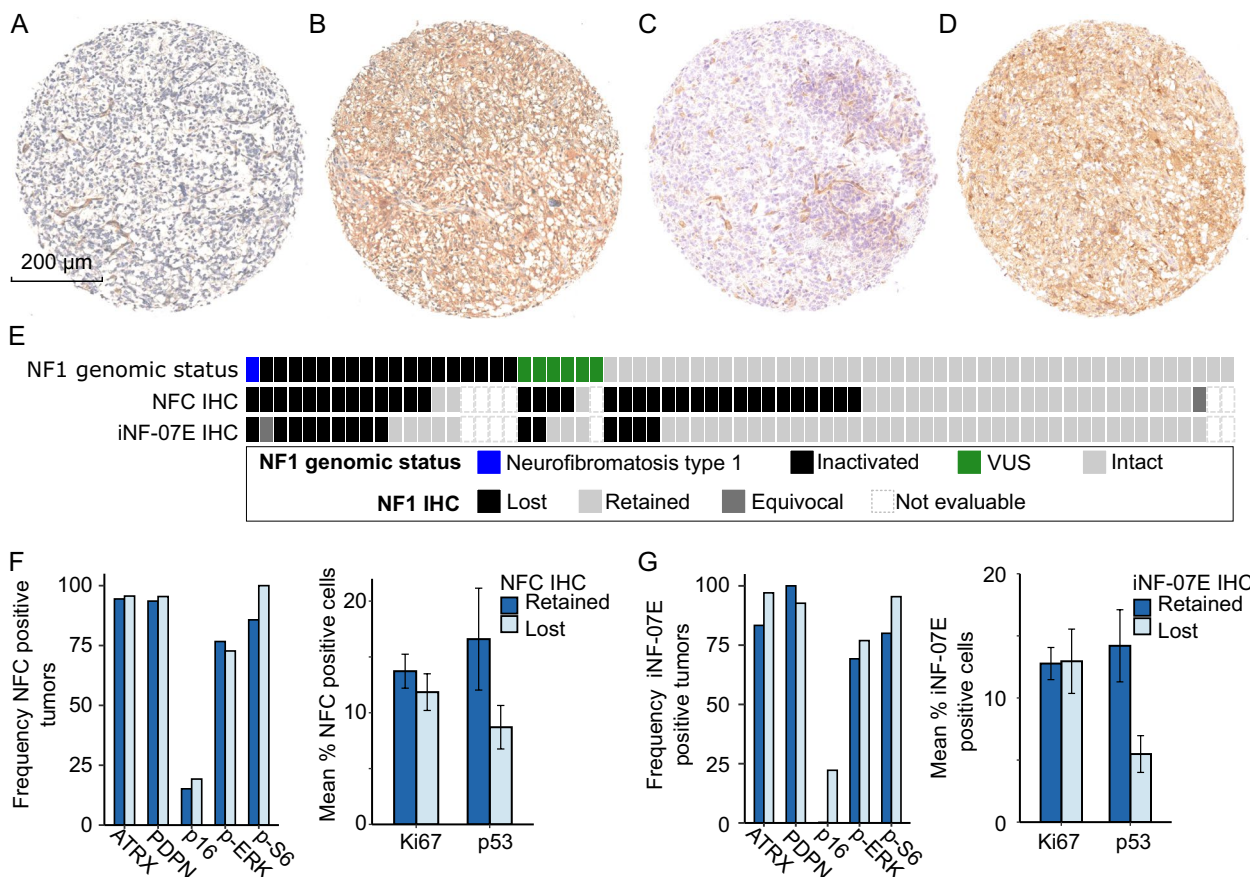 A
B
C
D
200 µm
E
NF1 genomic status
NFC IHC
iNF-07E IHC
NF1 genomic status Neurofibromatosis type 1 Inactivated VUS Intact
NF1 IHC Lost Retained Equivocal Not evaluable
F
Frequency NFC positive tumors
100
75
50
25
0
ATRX PDPN p16 p-ERK p-S6
Mean % NFC positive cells
20
10
0
Ki67 p53
NFC IHC
Retained
Lost
G
Frequency iNF-07E positive tumors
100
75
50
25
0
ATRX PDPN p16 p-ERK p-S6
Mean % iNF-07E positive cells
20
10
0
Ki67 p53
iNF-07E IHC
Retained
Lost